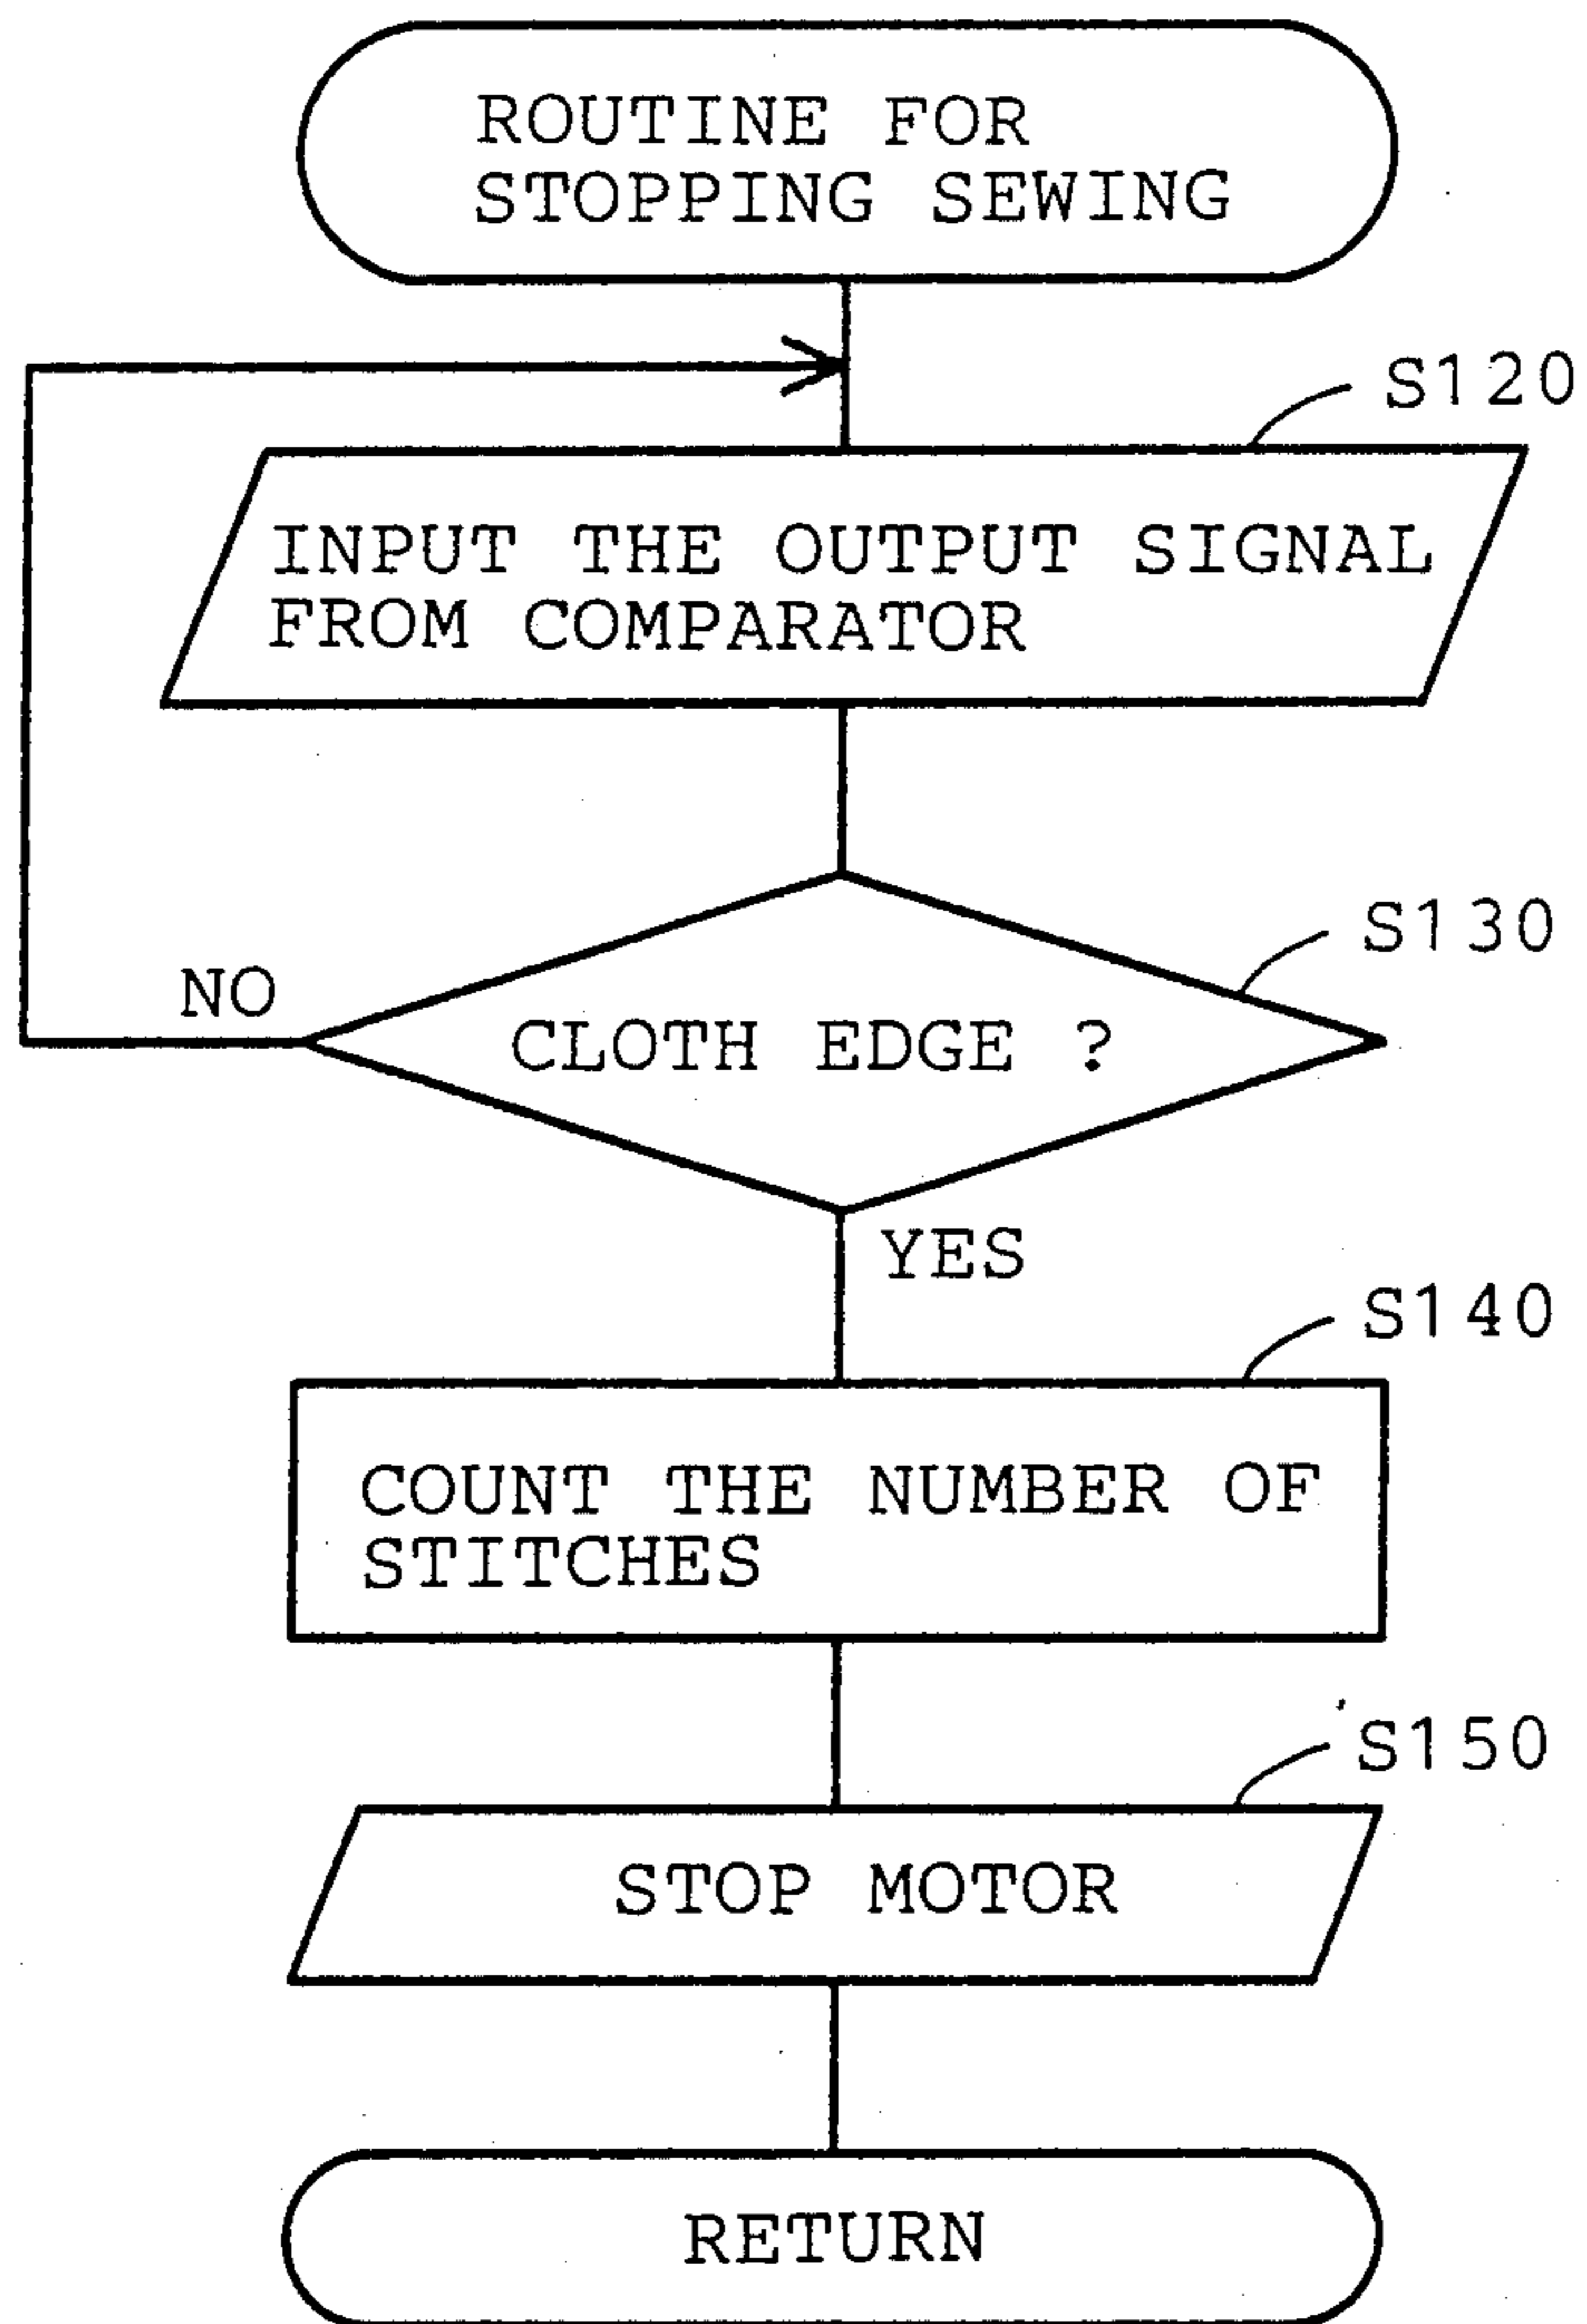 ROUTINE FOR
STOPPING SEWING
S120
INPUT THE OUTPUT SIGNAL
FROM COMPARATOR
S130
NO
CLOTH EDGE ?
YES
S140
COUNT THE NUMBER OF
STITCHES
S150
STOP MOTOR
RETURN